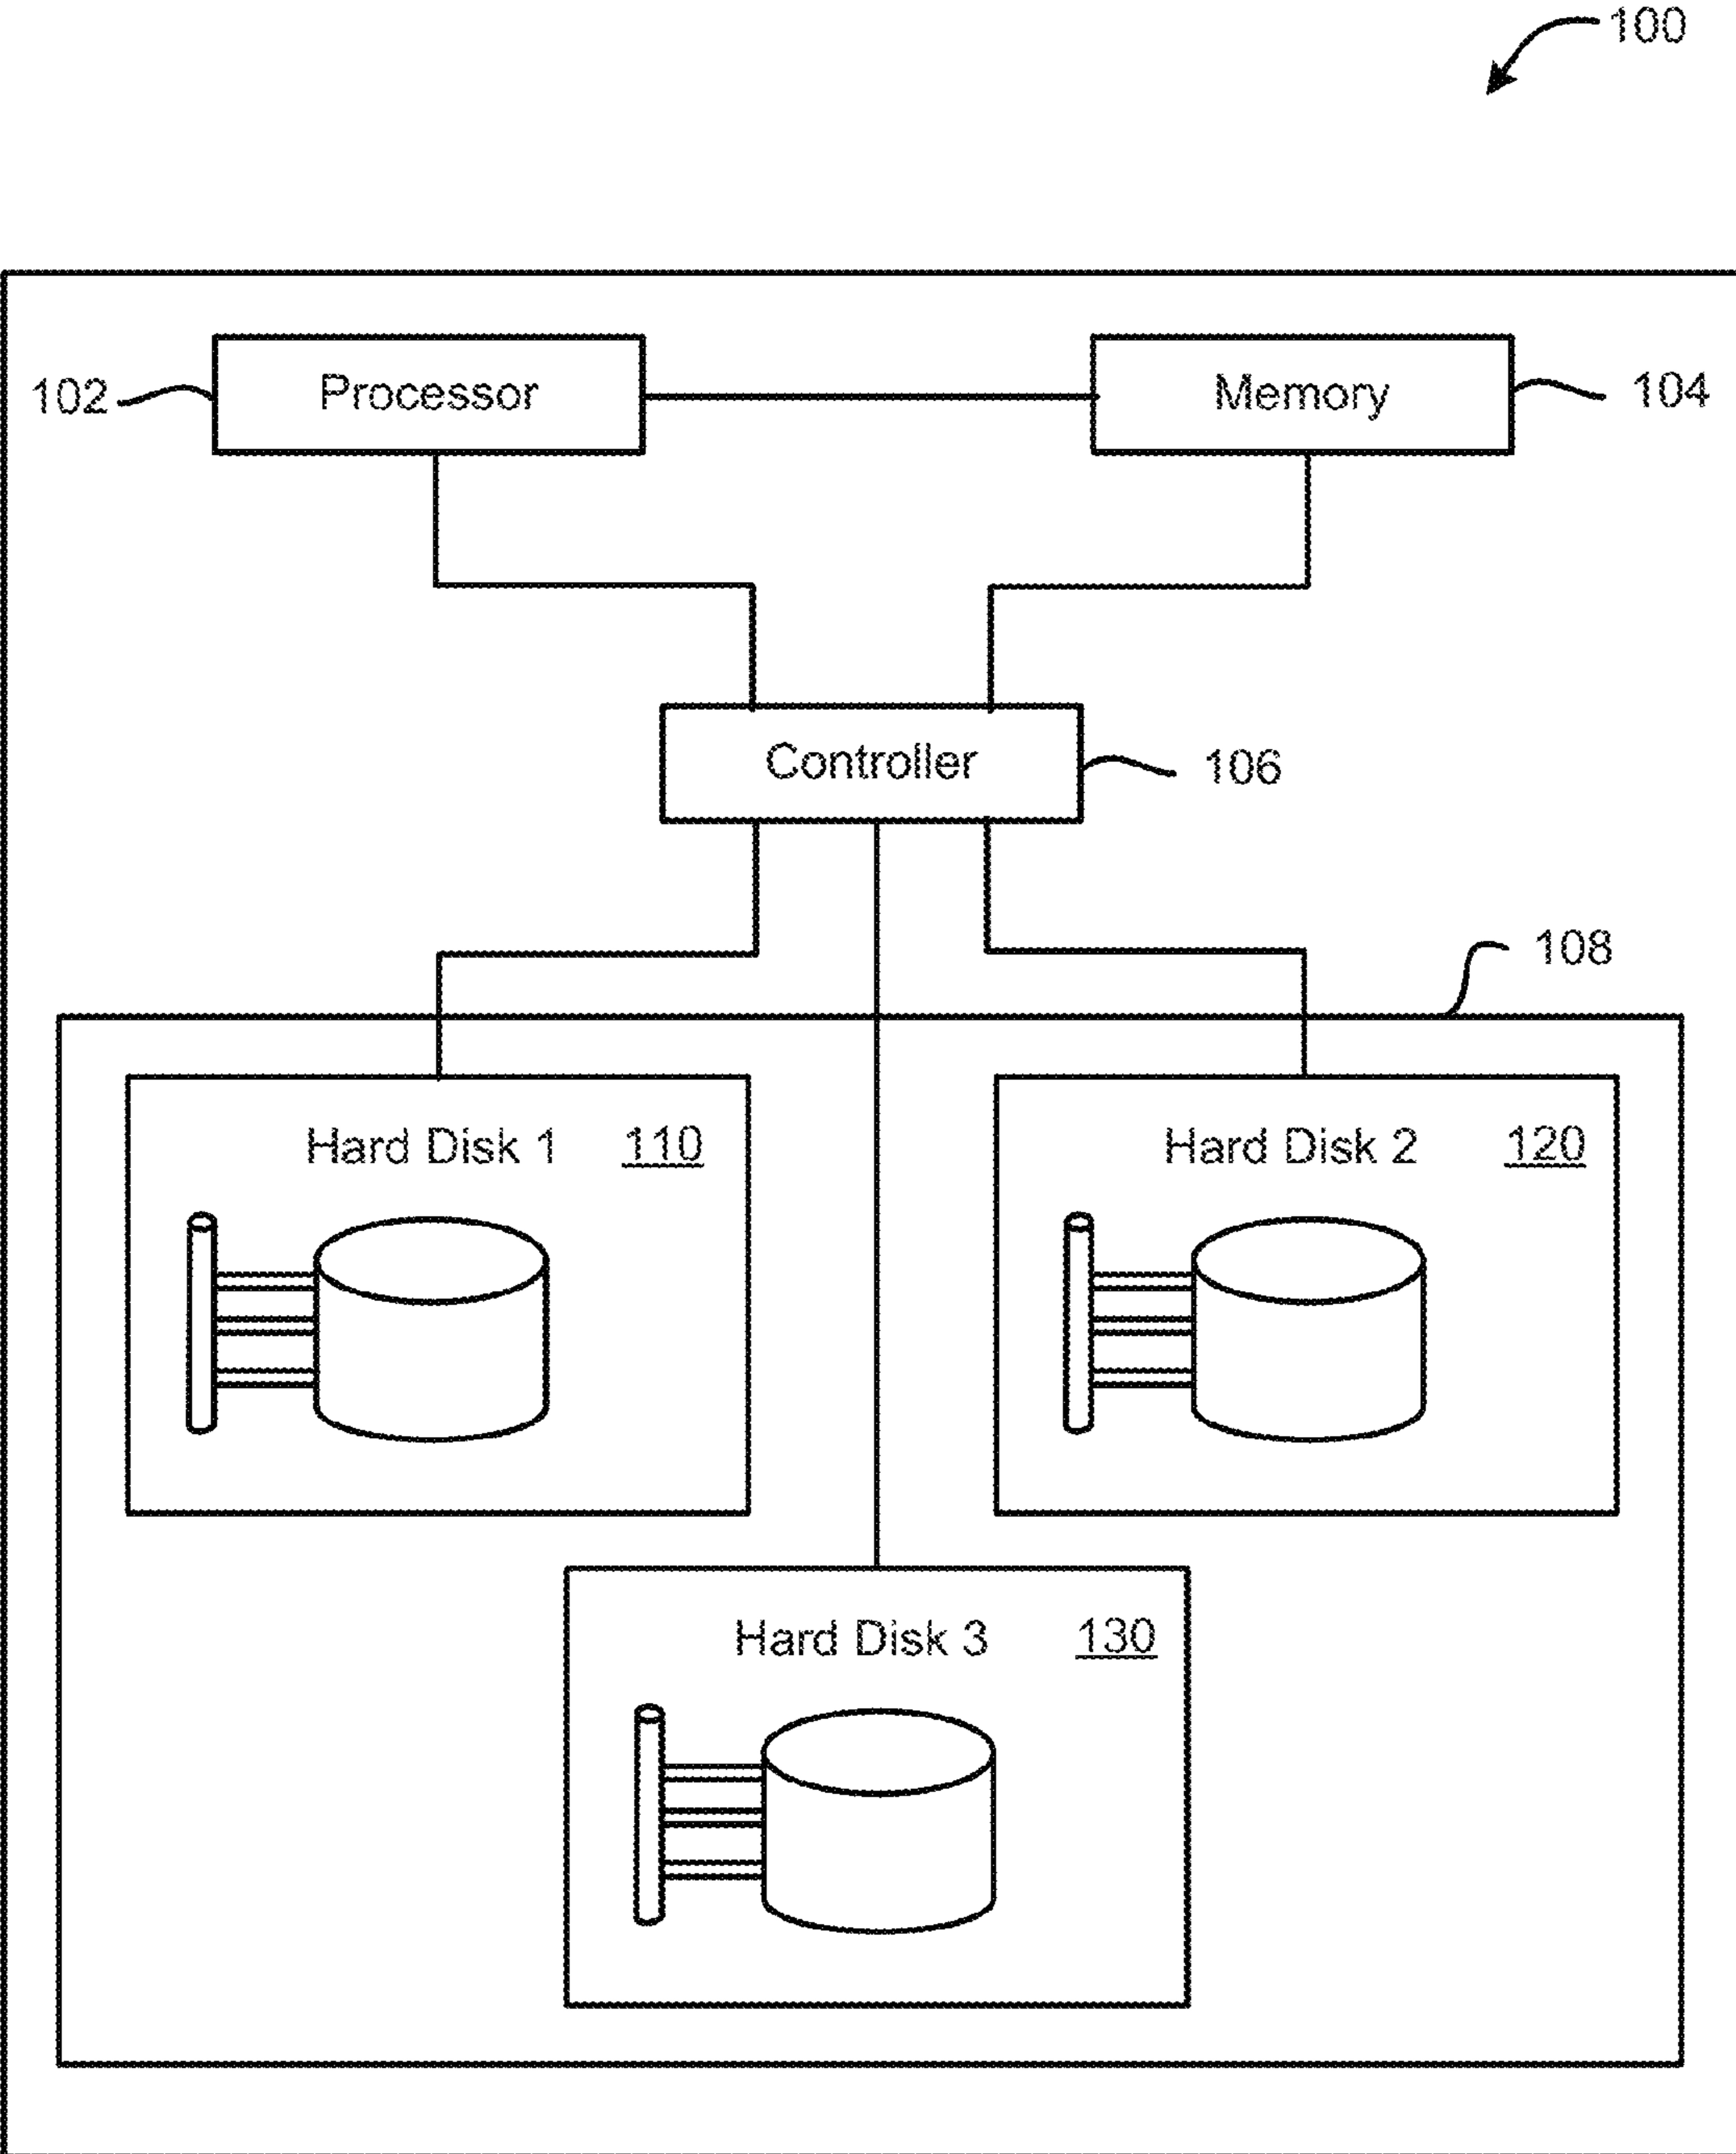 100
102 Processor Memory 104
Controller 106
108
Hard Disk 1 110 Hard Disk 2 120
Hard Disk 3 130